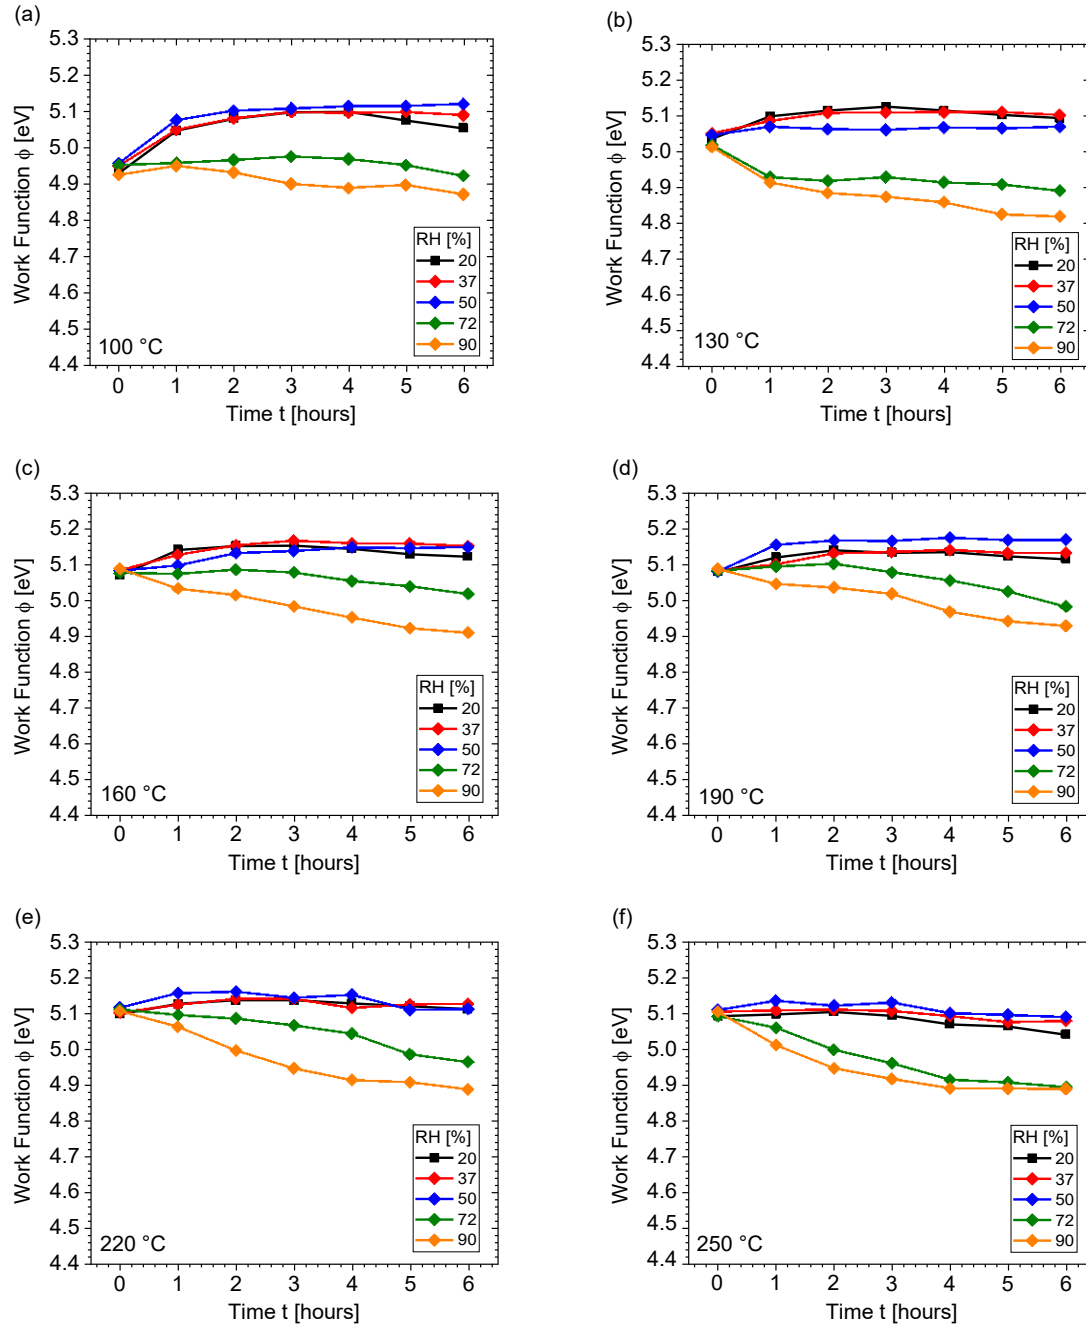 (a)
5.3
5.2
5.1
5.0
4.9
4.8
4.7
4.6
4.5
4.4
Work Function ϕ [eV]
RH [%]
20
37
50
72
90
100 °C
0 1 2 3 4 5 6
Time t [hours]
(b)
5.3
5.2
5.1
5.0
4.9
4.8
4.7
4.6
4.5
4.4
Work Function ϕ [eV]
RH [%]
20
37
50
72
90
130 °C
0 1 2 3 4 5 6
Time t [hours]
(c)
5.3
5.2
5.1
5.0
4.9
4.8
4.7
4.6
4.5
4.4
Work Function ϕ [eV]
RH [%]
20
37
50
72
90
160 °C
0 1 2 3 4 5 6
Time t [hours]
(d)
5.3
5.2
5.1
5.0
4.9
4.8
4.7
4.6
4.5
4.4
Work Function ϕ [eV]
RH [%]
20
37
50
72
90
190 °C
0 1 2 3 4 5 6
Time t [hours]
(e)
5.3
5.2
5.1
5.0
4.9
4.8
4.7
4.6
4.5
4.4
Work Function ϕ [eV]
RH [%]
20
37
50
72
90
220 °C
0 1 2 3 4 5 6
Time t [hours]
(f)
5.3
5.2
5.1
5.0
4.9
4.8
4.7
4.6
4.5
4.4
Work Function ϕ [eV]
RH [%]
20
37
50
72
90
250 °C
0 1 2 3 4 5 6
Time t [hours]